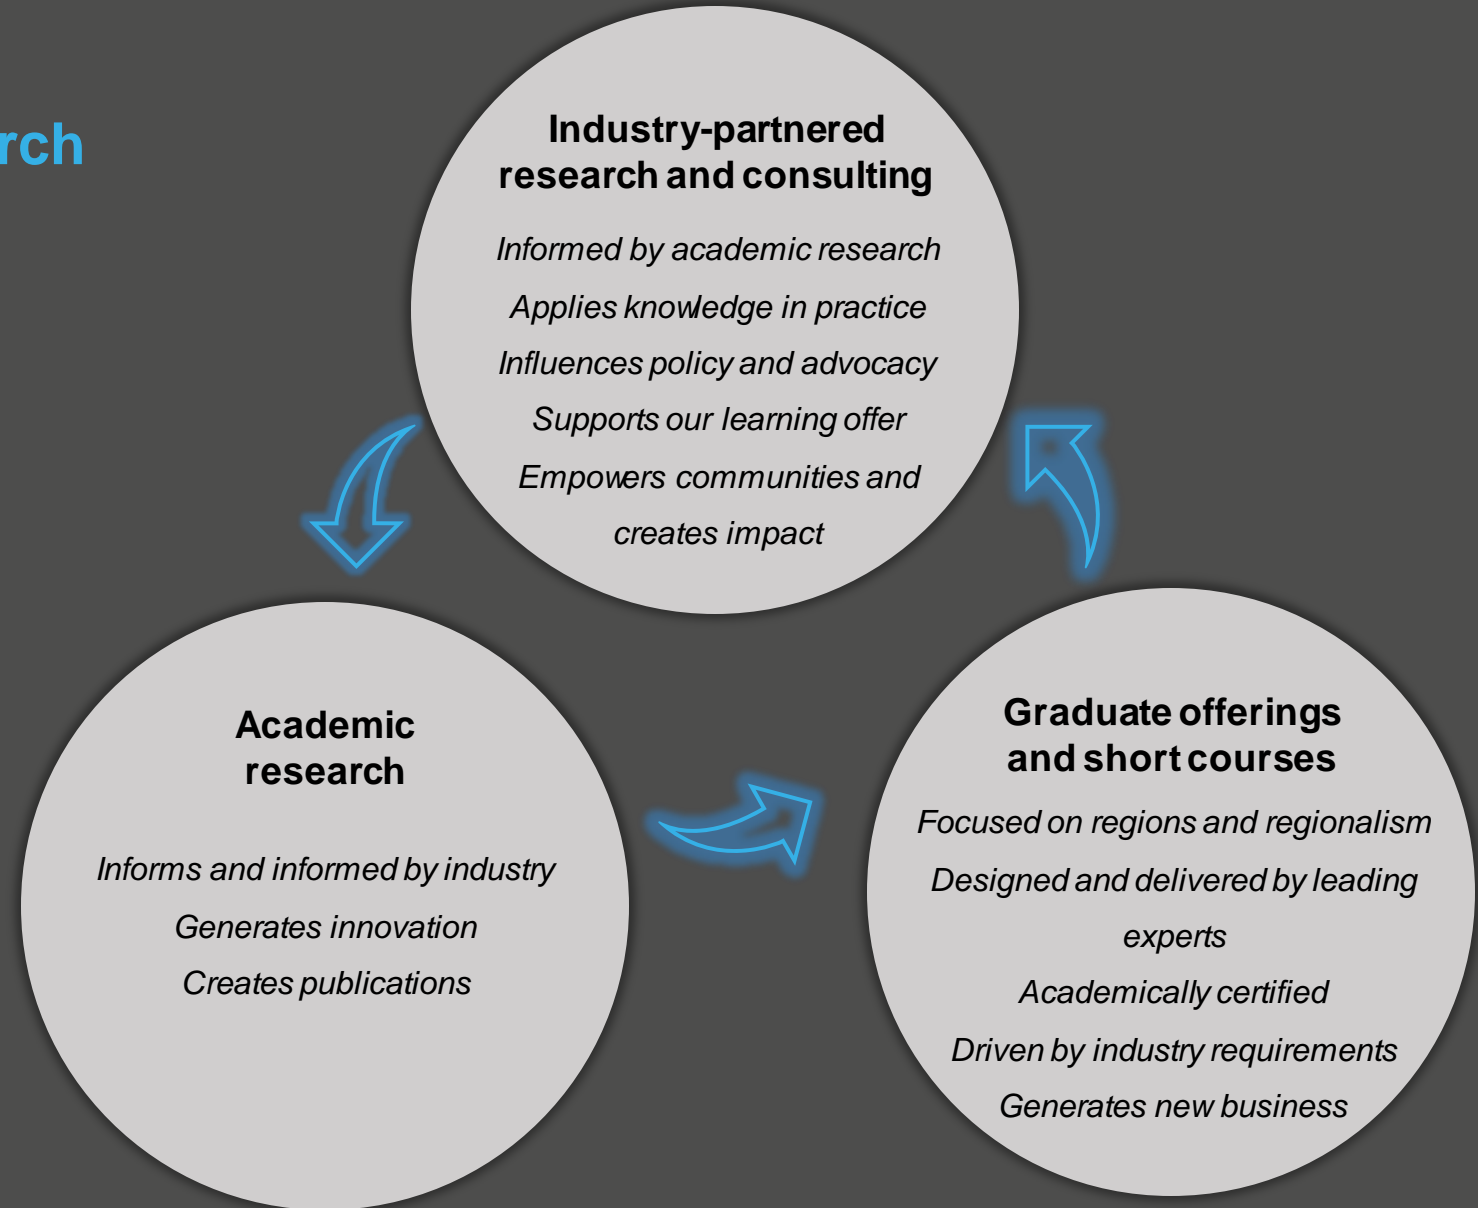 rch
Industry-partnered
research and consulting
Informed by academic research
Applies knowledge in practice
Influences policy and advocacy
Supports our learning offer
Empowers communities and
creates impact
Academic
research
Informs and informed by industry
Generates innovation
Creates publications
Graduate offerings
and short courses
Focused on regions and regionalism
Designed and delivered by leading
experts
Academically certified
Driven by industry requirements
Generates new business